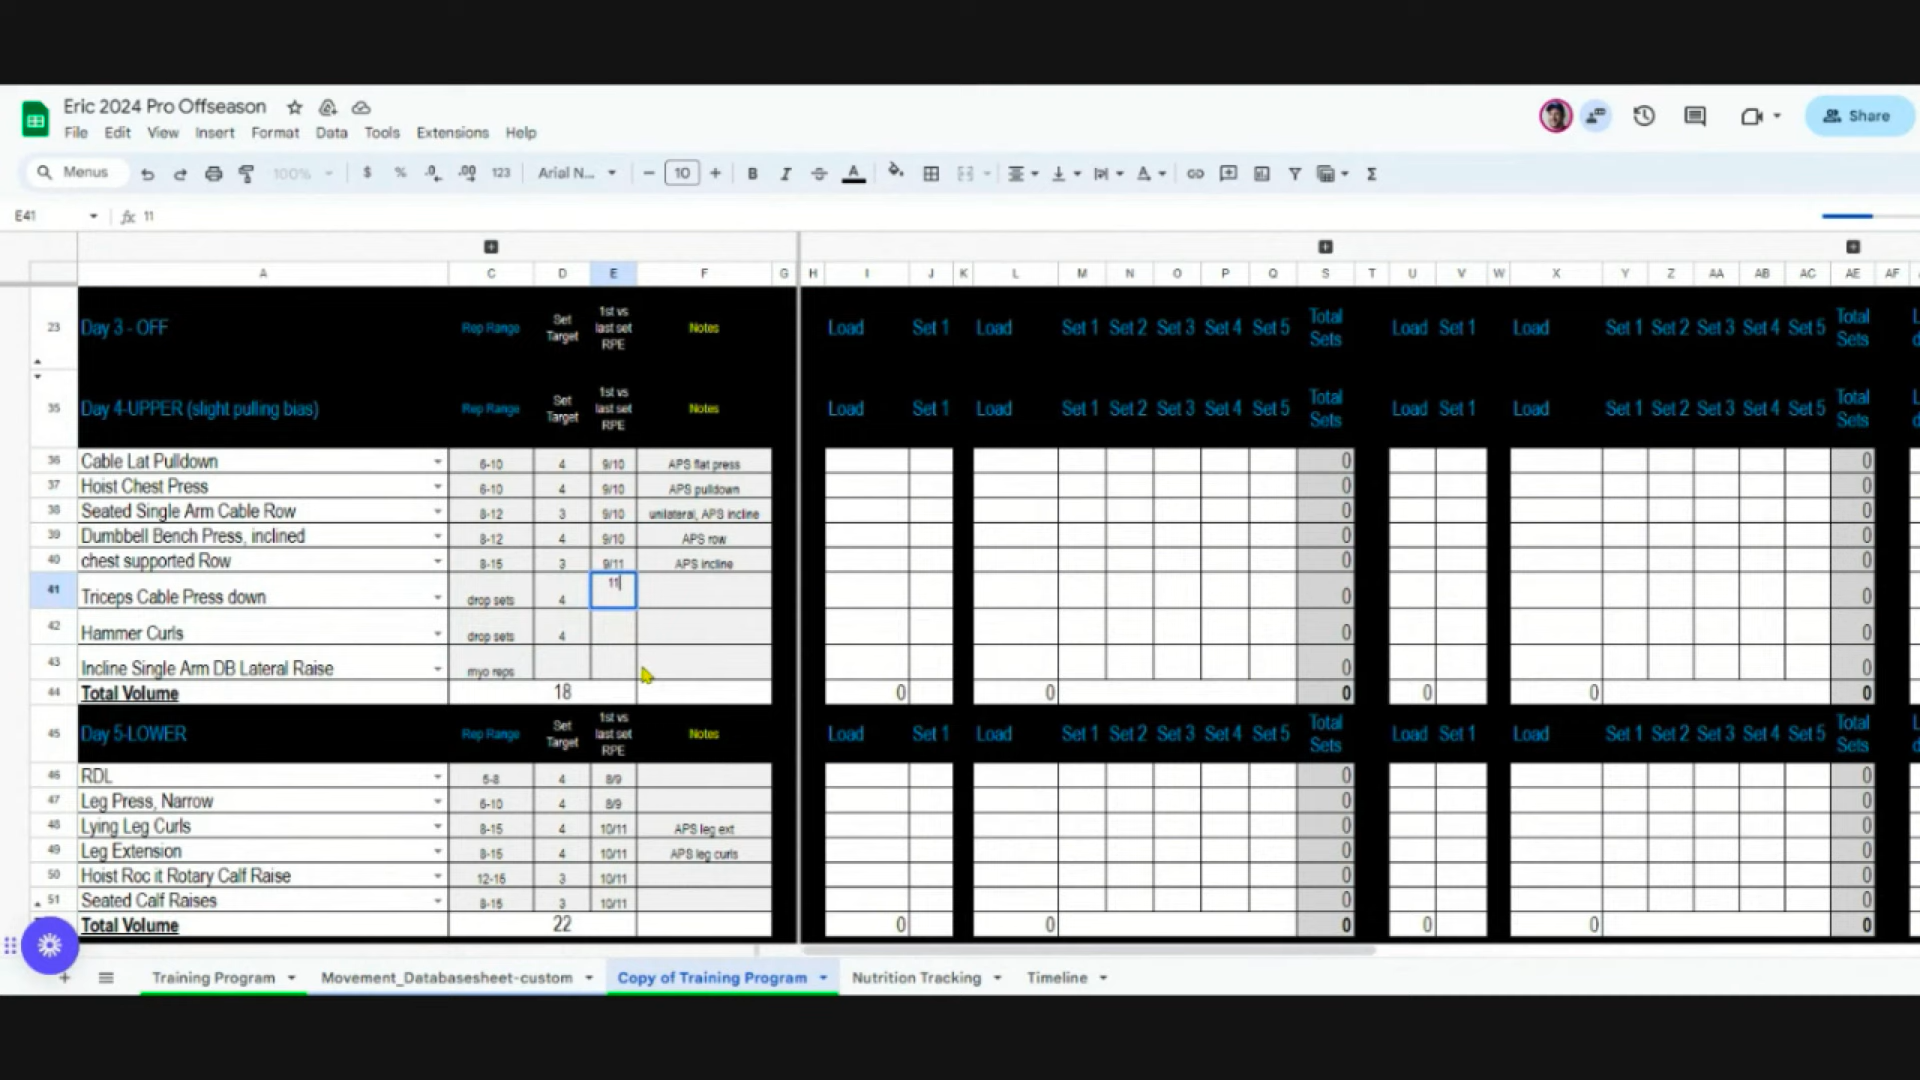 Eric 2024 Pro Offseason
File Edit View Insert Format Data Tools Extensions Help
Share
Menus 100% $ % .0 .00 123 Arial N... − 10 + B I A Σ
E41 fx 11
A C D E F G H I J K L M N O P Q S T U V W X Y Z AA AB AC AE AF
23 Day 3 - OFF Rep Range Set Target 1st vs last set RPE Notes Load Set 1 Load Set 1 Set 2 Set 3 Set 4 Set 5 Total Sets Load Set 1 Load Set 1 Set 2 Set 3 Set 4 Set 5 Total Sets
35 Day 4-UPPER (slight pulling bias) Rep Range Set Target 1st vs last set RPE Notes Load Set 1 Load Set 1 Set 2 Set 3 Set 4 Set 5 Total Sets Load Set 1 Load Set 1 Set 2 Set 3 Set 4 Set 5 Total Sets
36 Cable Lat Pulldown 6-10 4 9/10 APS flat press 0 0
37 Hoist Chest Press 6-10 4 9/10 APS pulldown 0 0
38 Seated Single Arm Cable Row 8-12 3 9/10 unilateral, APS incline 0 0
39 Dumbbell Bench Press, inclined 8-12 4 9/10 APS row 0 0
40 chest supported Row 8-15 3 9/11 APS incline 0 0
41 Triceps Cable Press down drop sets 4 11 0 0
42 Hammer Curls drop sets 4 0 0
43 Incline Single Arm DB Lateral Raise myo reps 0 0
44 Total Volume 18 0 0 0 0 0 0
45 Day 5-LOWER Rep Range Set Target 1st vs last set RPE Notes Load Set 1 Load Set 1 Set 2 Set 3 Set 4 Set 5 Total Sets Load Set 1 Load Set 1 Set 2 Set 3 Set 4 Set 5 Total Sets
46 RDL 4 8/9 0 0
47 Leg Press, Narrow 6-10 4 8/9 0 0
48 Lying Leg Curls 8-15 4 10/11 APS leg ext 0 0
49 Leg Extension 8-15 4 10/11 APS leg curls 0 0
50 Hoist Roc it Rotary Calf Raise 3 10/11 0 0
51 Seated Calf Raises 8-15 3 10/11 0 0
Total Volume 22 0 0 0 0 0 0
Training Program Movement_Databasesheet-custom Copy of Training Program Nutrition Tracking Timeline